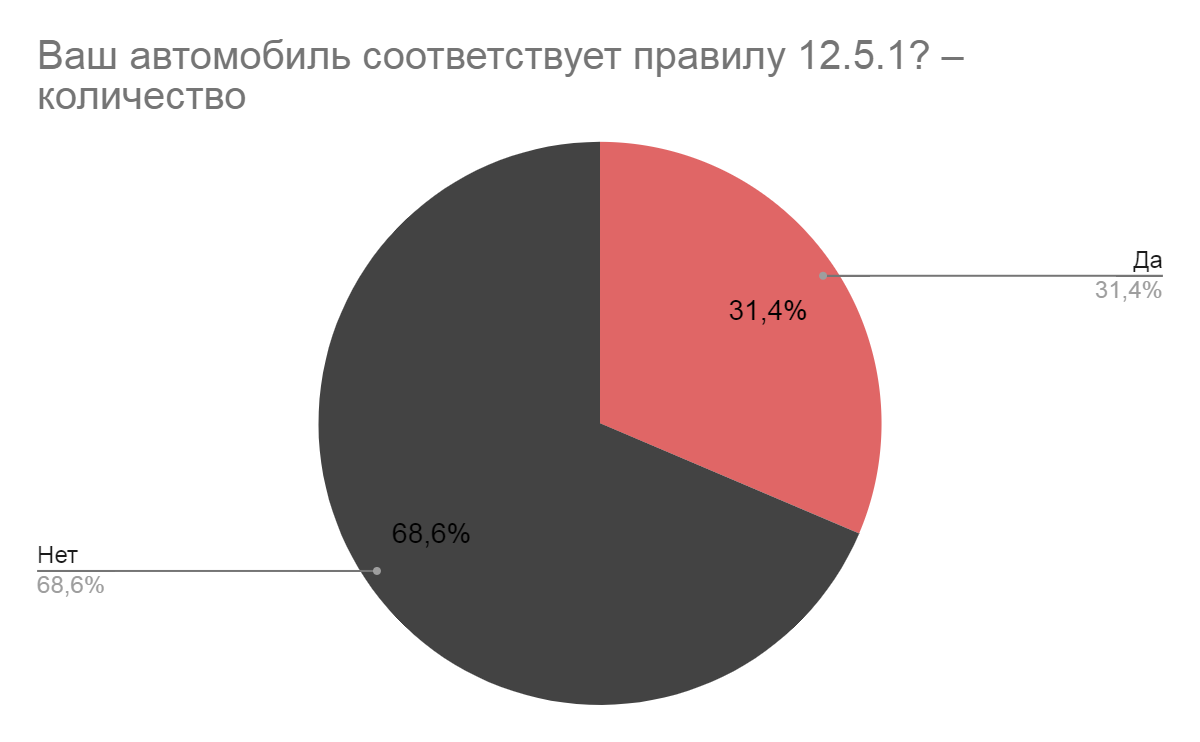 Ваш автомобиль соответствует правилу 12.5.1? –
количество
Да
31,4%
31,4%
68,6%
Нет
68,6%